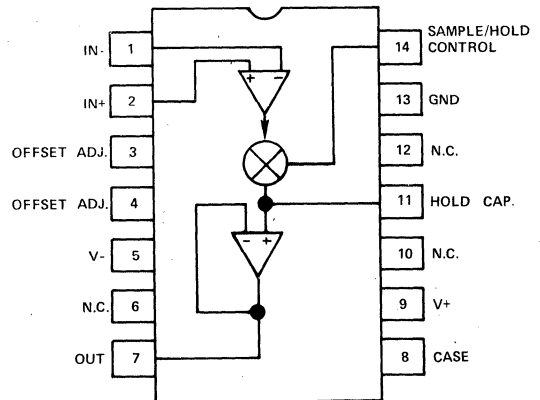 IN- 1
IN+ 2
OFFSET ADJ. 3
OFFSET ADJ. 4
V- 5
N.C. 6
OUT 7
+ -
- +
14 SAMPLE/HOLD
CONTROL
13 GND
12 N.C.
11 HOLD CAP.
10 N.C.
9 V+
8 CASE